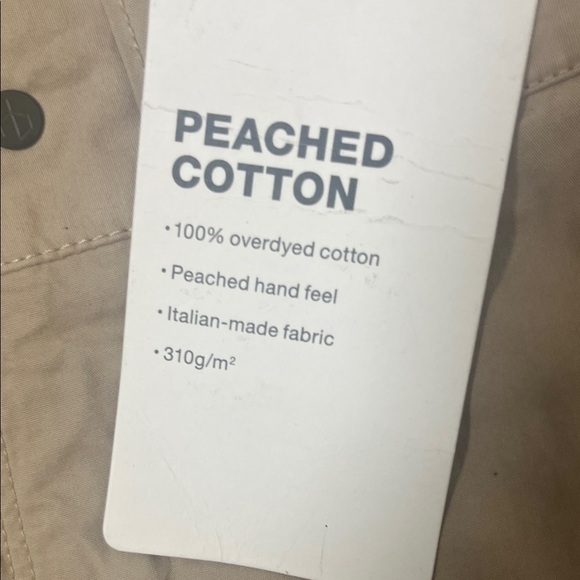 PEACHED
COTTON
• 100% overdyed cotton
• Peached hand feel
• Italian-made fabric
• 310g/m²